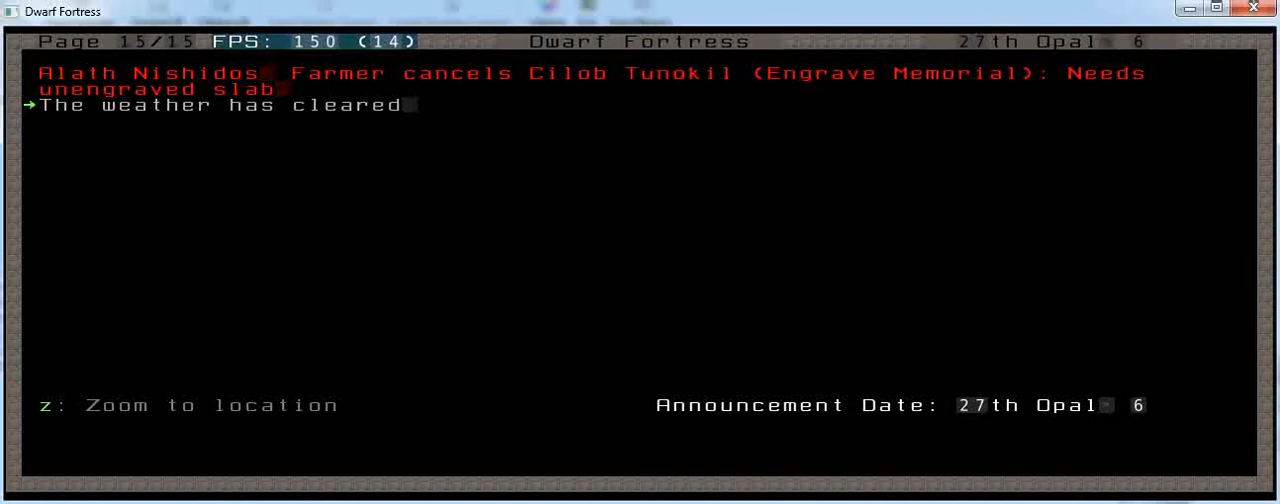 Dwarf Fortress
Page 15/15 FPS: 150 (14) Dwarf Fortress 27th Opal 6
Alath Nishidos Farmer cancels Cilob Tunokil (Engrave Memorial): Needs
unengraved slab
→The weather has cleared
z: Zoom to location Announcement Date: 27th Opal 6